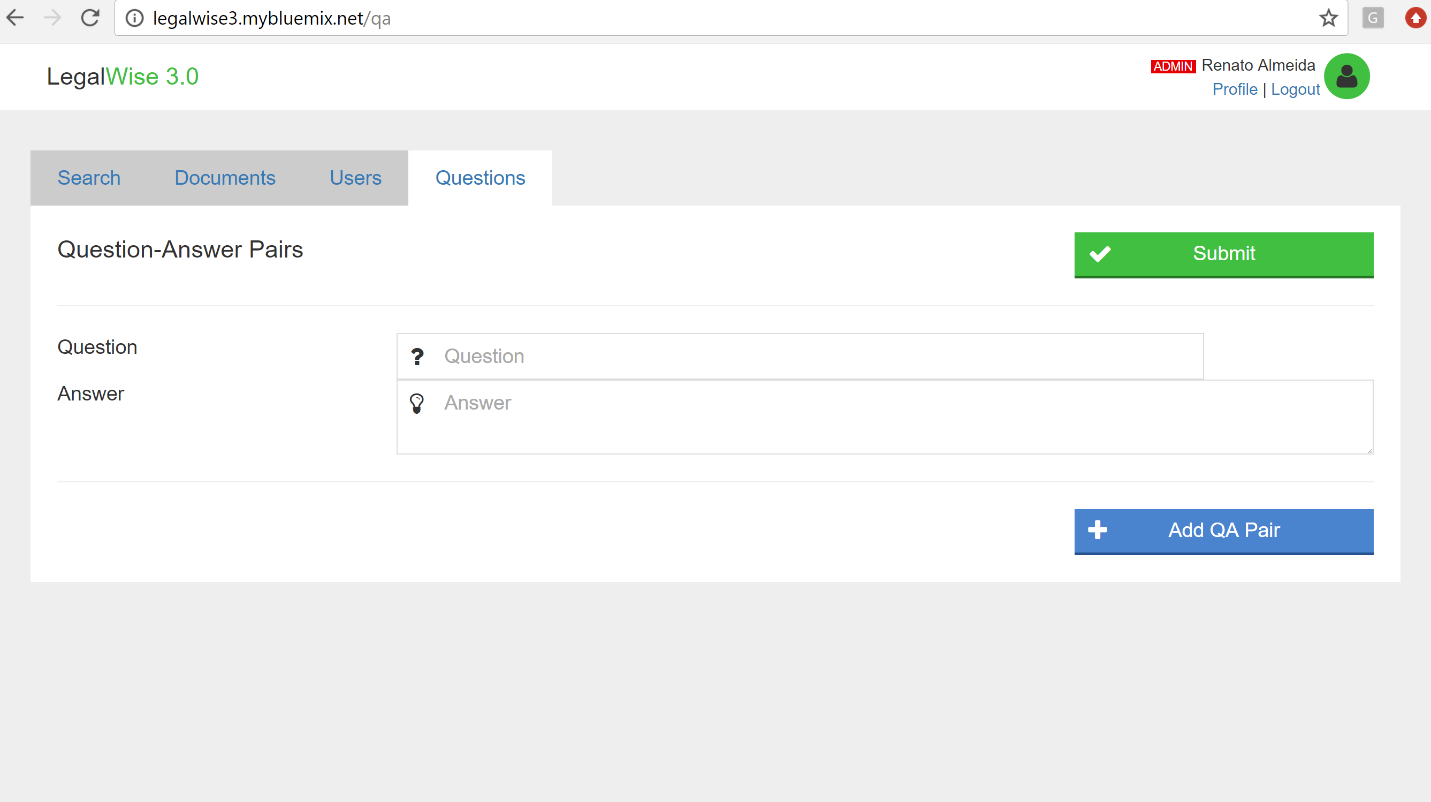 legalwise3.mybluemix.net/qa
G
LegalWise 3.0
ADMIN Renato Almeida
Profile | Logout
Search Documents Users Questions
Question-Answer Pairs
Submit
Question
? Question
Answer
Answer
Add QA Pair